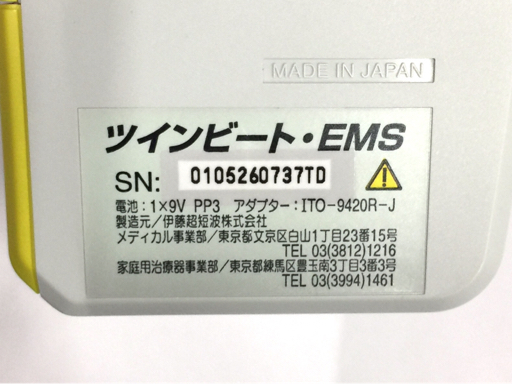 MADE IN JAPAN
ツインビート・EMS
SN: 0105260737TD
電池：1×9V PP3 アダプター：ITO-9420R-J
製造元／伊藤超短波株式会社
メディカル事業部／東京都文京区白山1丁目23番15号
TEL 03(3812)1216
家庭用治療器事業部／東京都練馬区豊玉南3丁目3番3号
TEL 03(3994)1461